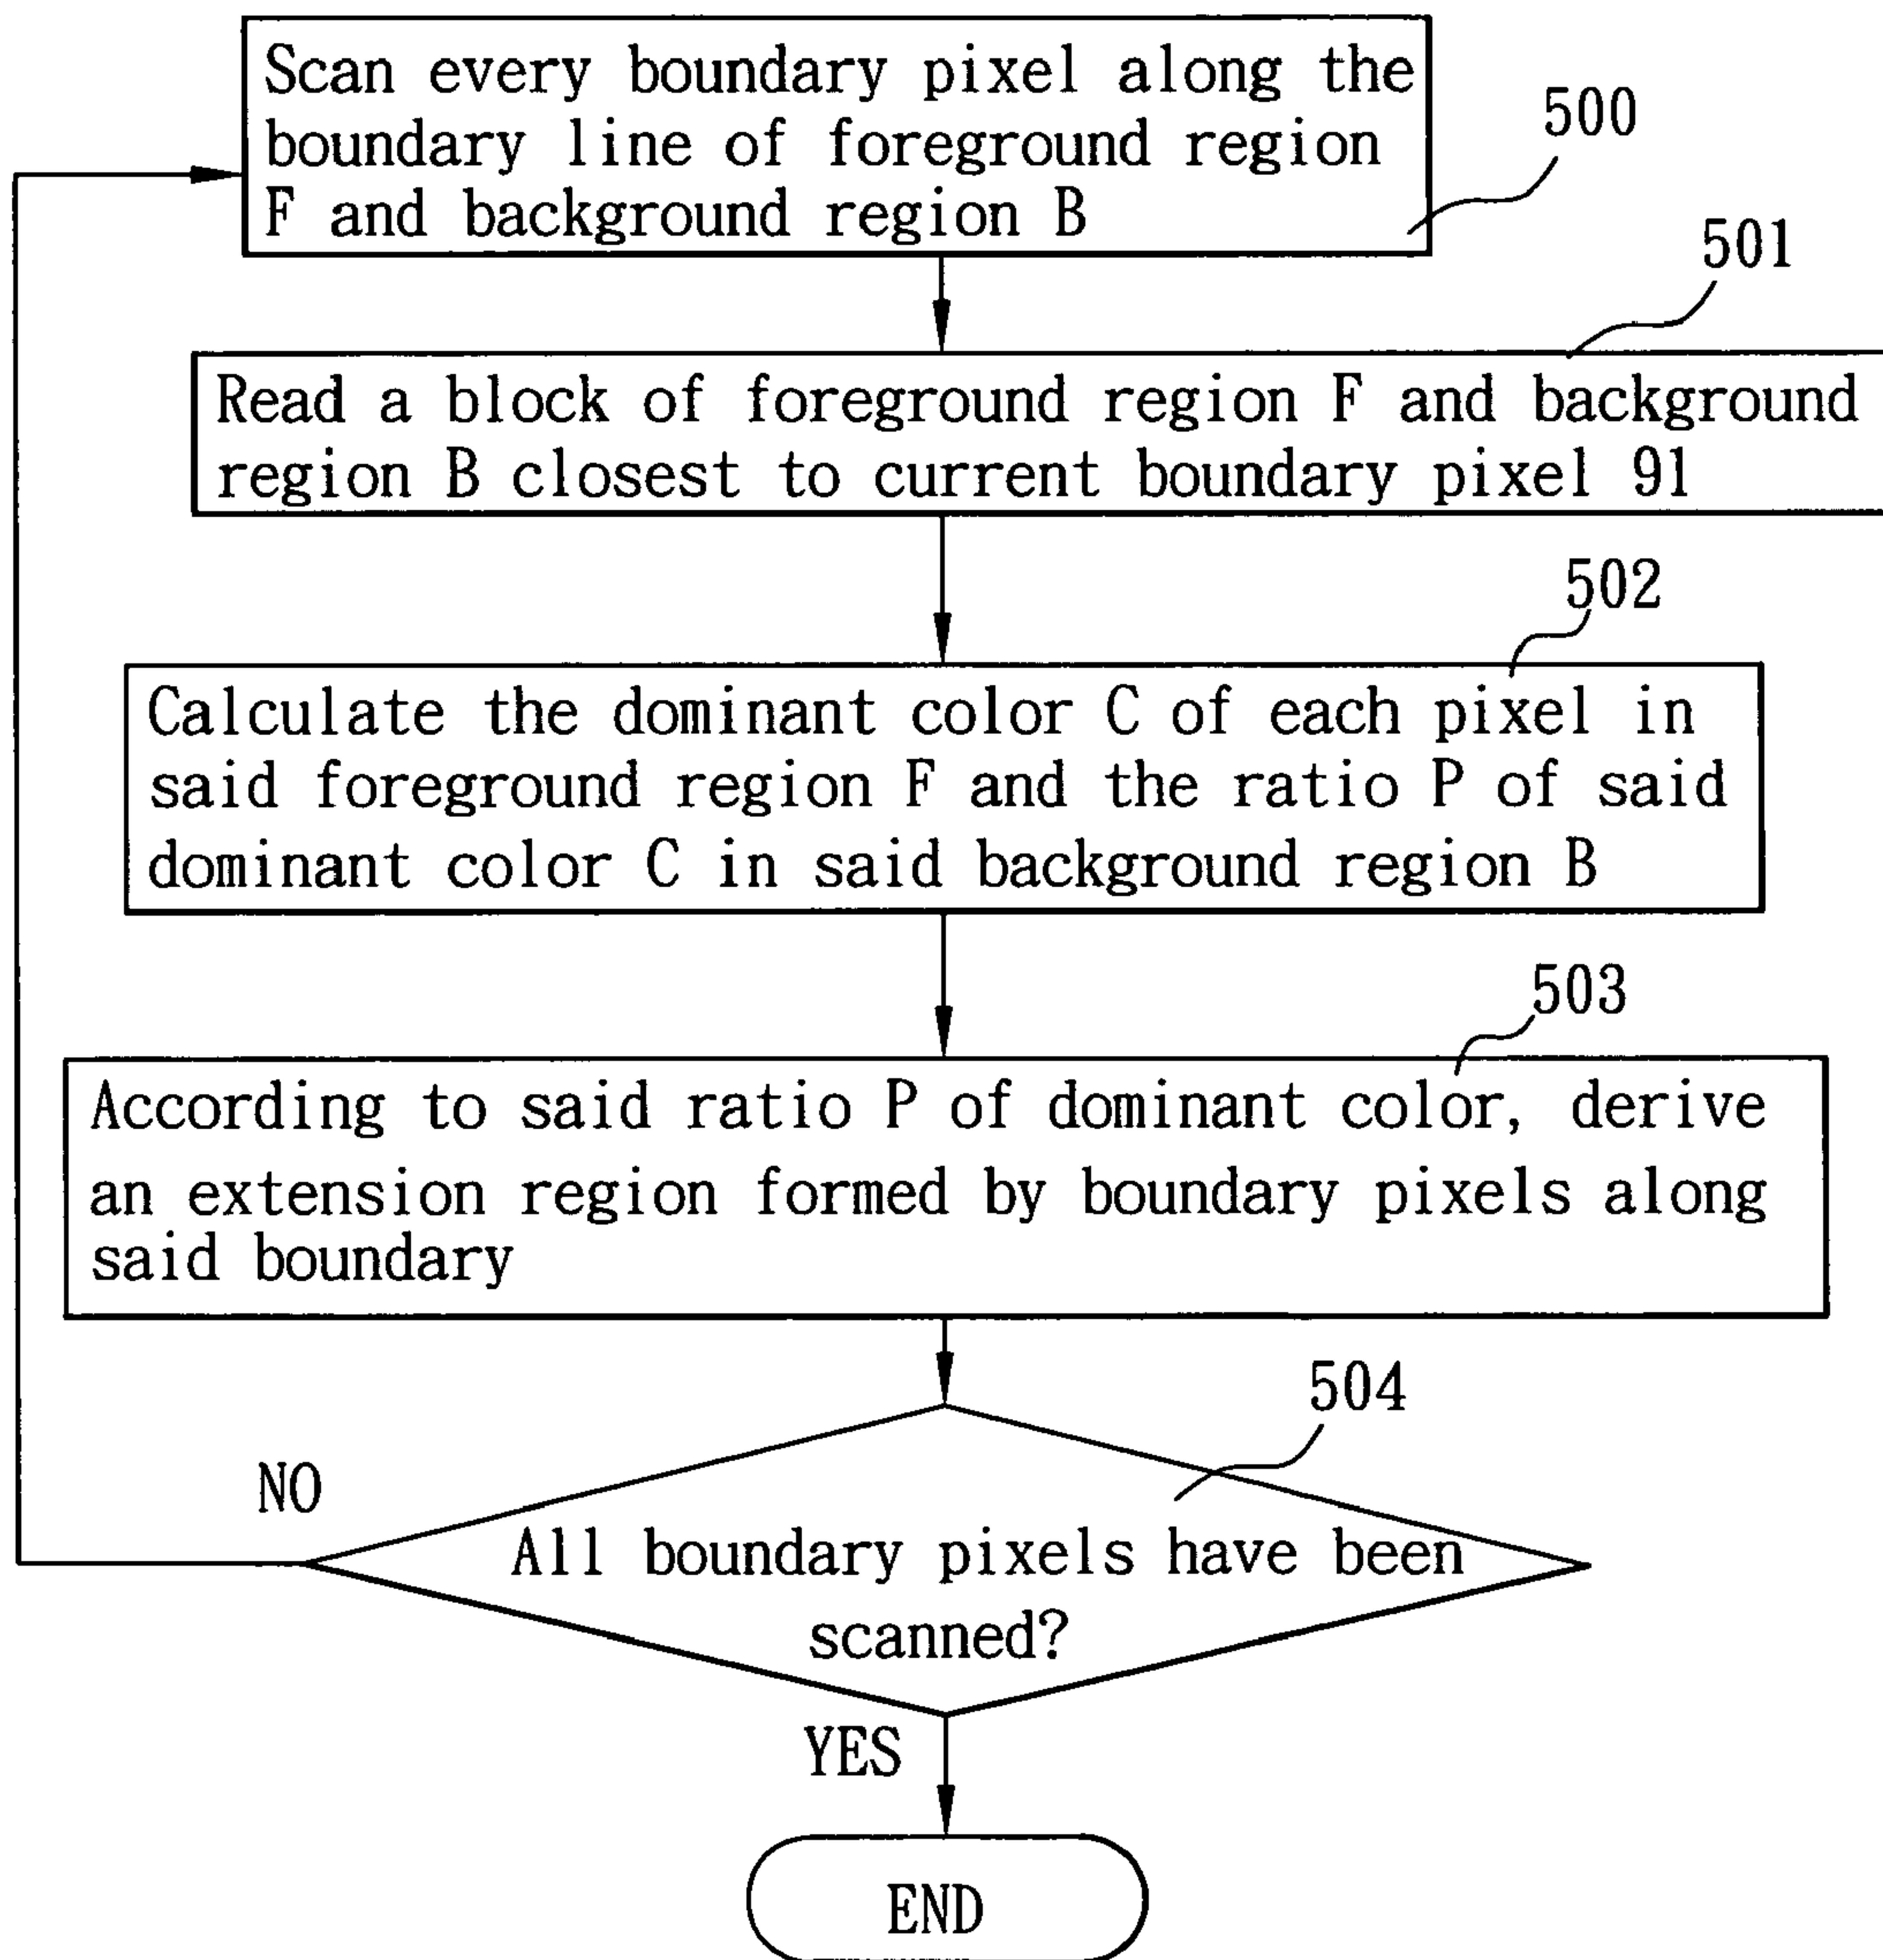 Scan every boundary pixel along the
boundary line of foreground region
F and background region B
500
501
Read a block of foreground region F and background
region B closest to current boundary pixel 91
502
Calculate the dominant color C of each pixel in
said foreground region F and the ratio P of said
dominant color C in said background region B
503
According to said ratio P of dominant color, derive
an extension region formed by boundary pixels along
said boundary
504
NO
All boundary pixels have been
scanned?
YES
END